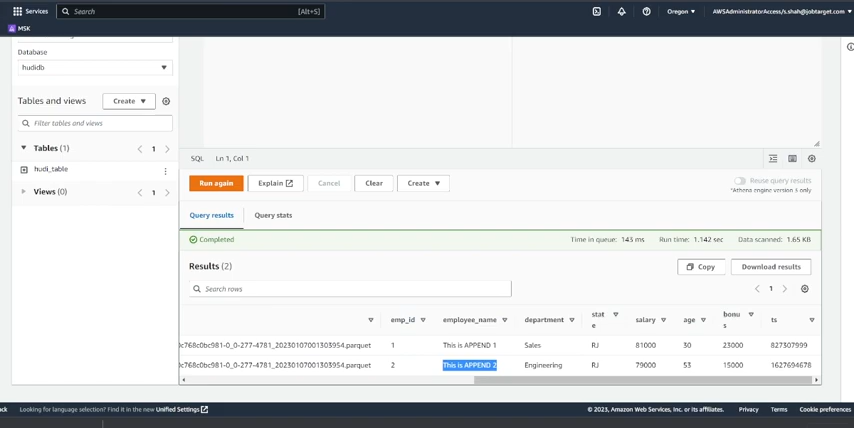 Services
Search
[Alt+S]
Oregon
AWSAdministratorAccess/s.shah@jobtarget.com
MSK
Database
hudidb
Tables and views
Create
Filter tables and views
Tables (1)
1
hudi_table
Views (0)
1
SQL Ln 1, Col 1
Run again
Explain
Cancel
Clear
Create
Reuse query results
*Athena engine version 3 only
Query results
Query stats
Completed
Time in queue: 143 ms
Run time: 1.142 sec
Data scanned: 1.65 KB
Results (2)
Copy
Download results
Search rows
1
emp_id employee_name department state salary age bonus ts
c768c0bc981-0_0-277-4781_20230107001303954.parquet 1 This is APPEND 1 Sales RJ 81000 30 23000 827307999
c768c0bc981-0_0-277-4781_20230107001303954.parquet 2 This is APPEND 2 Engineering RJ 79000 53 15000 1627694678
Looking for language selection? Find it in the new Unified Settings
© 2023, Amazon Web Services, Inc. or its affiliates. Privacy Terms Cookie preferences